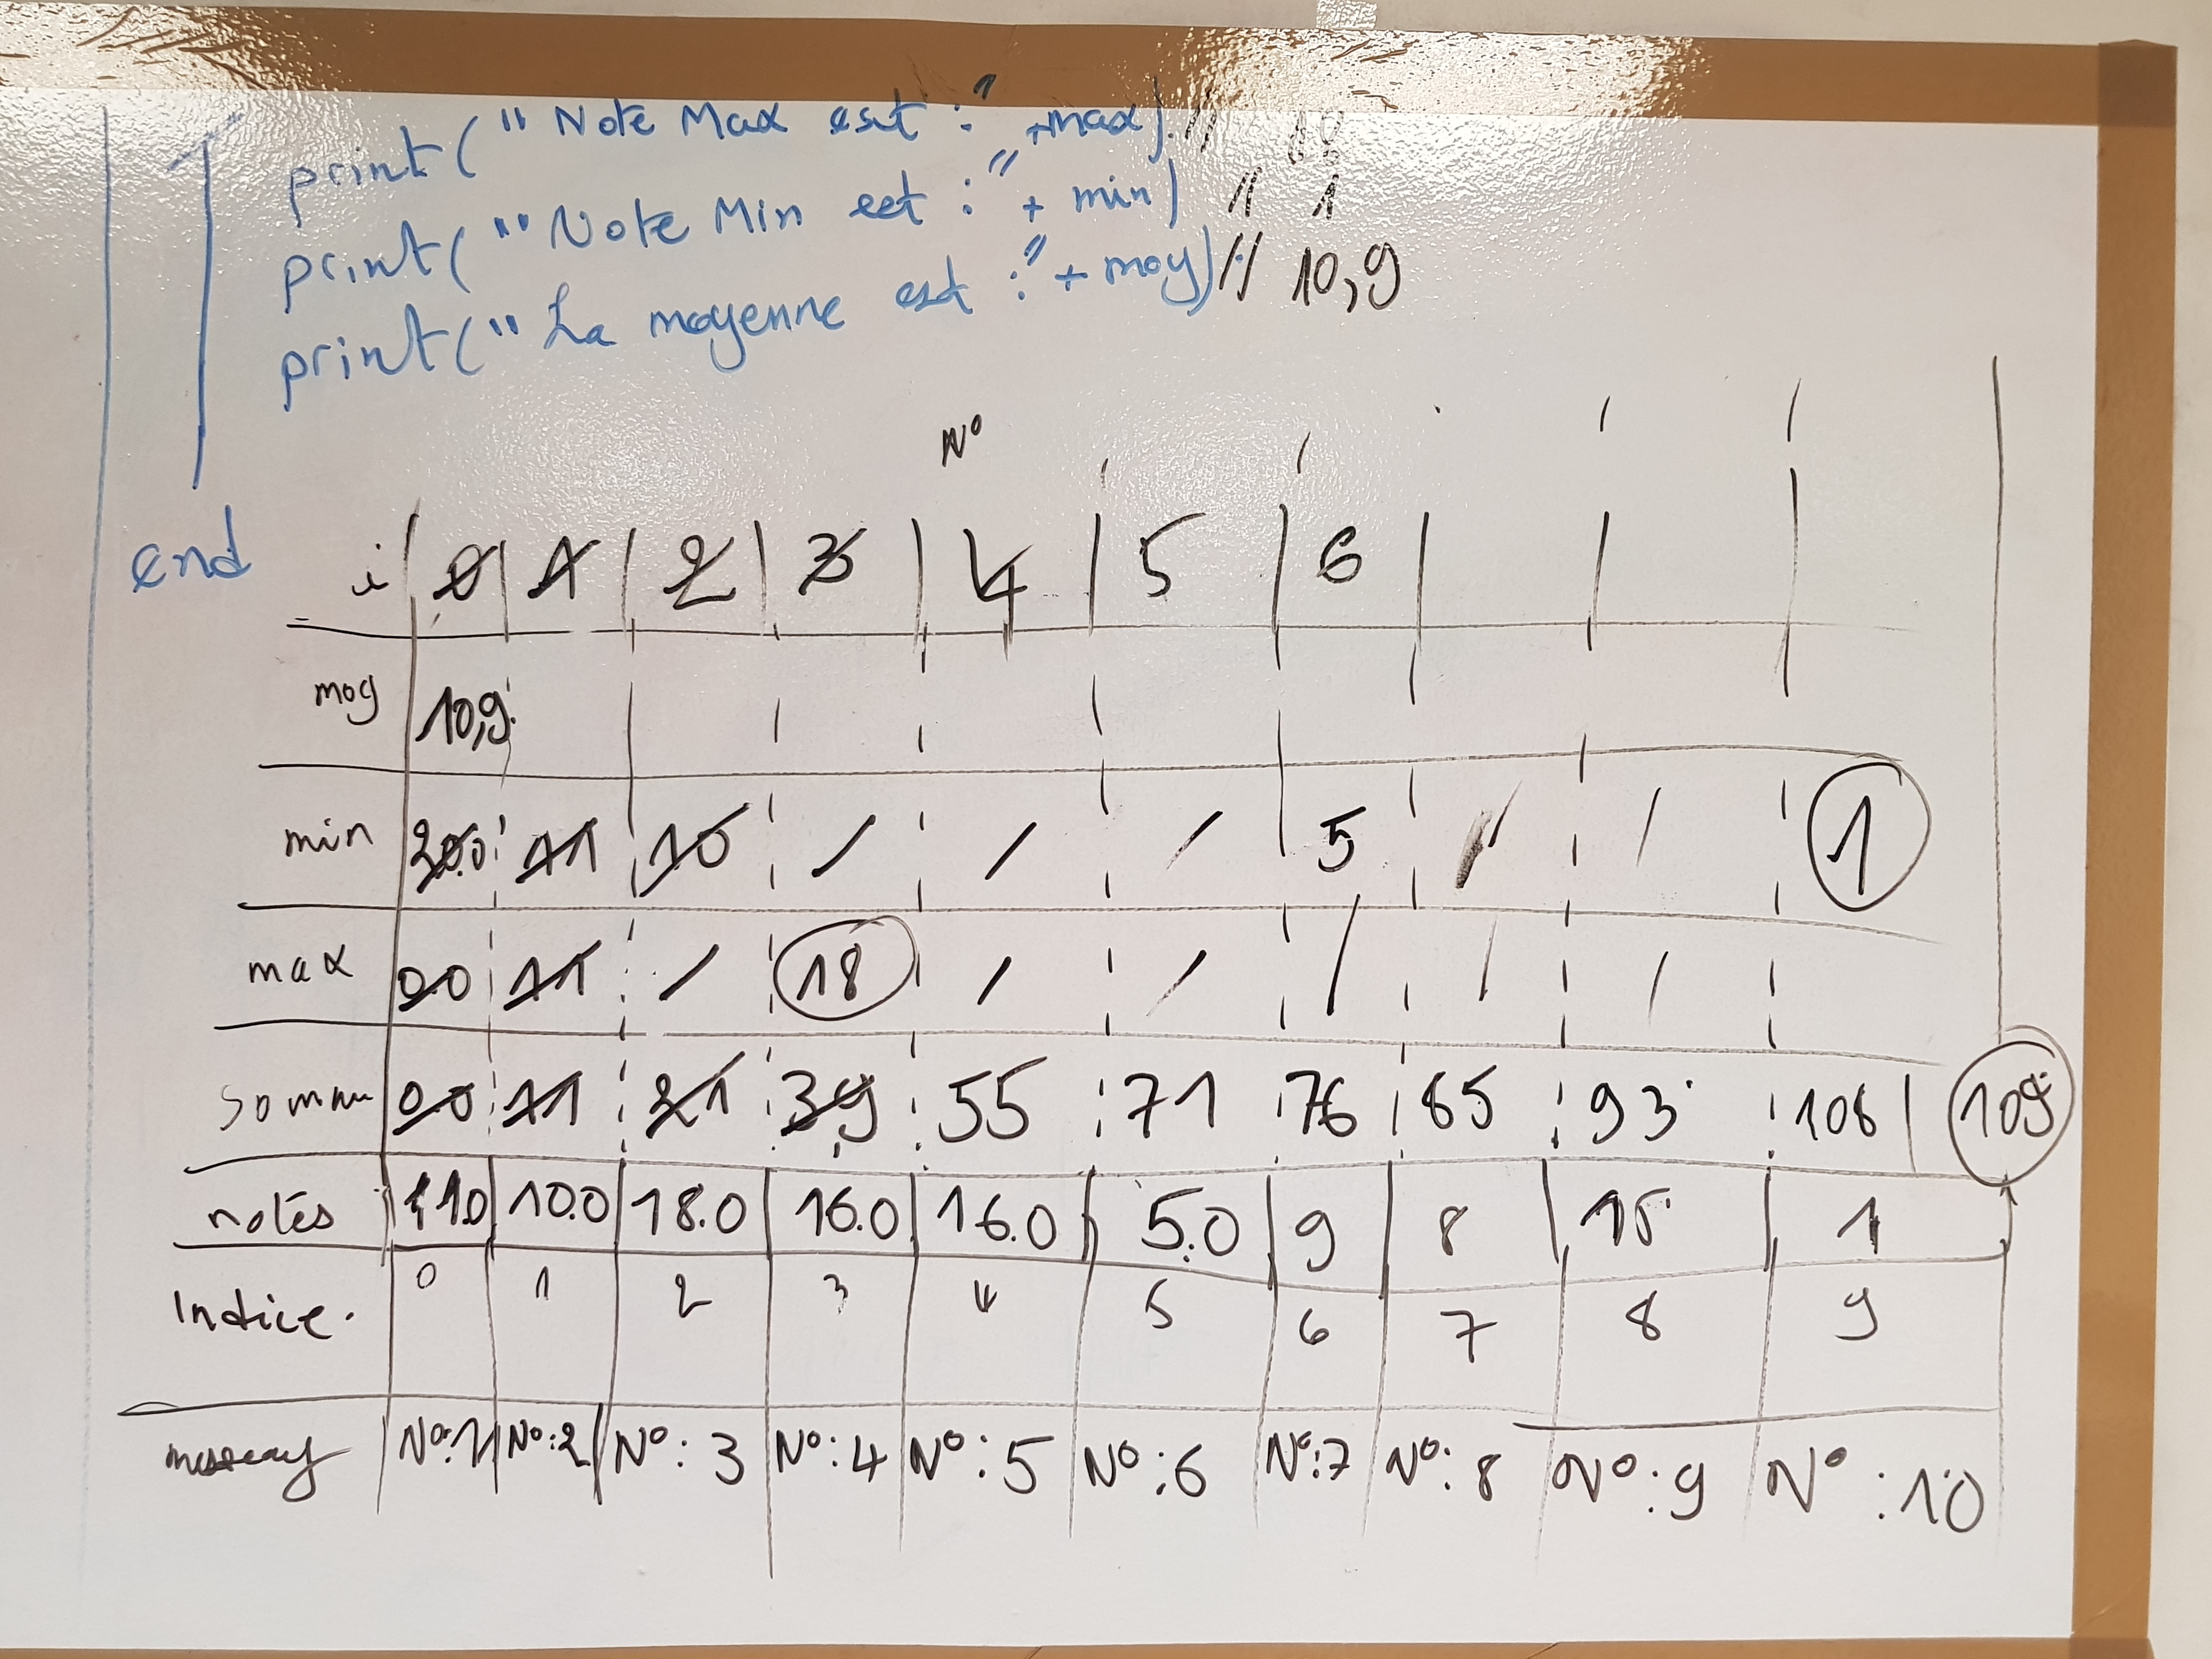 print("Note Max est :"+max) // 18
print("Note Min est :"+ min) // 1
print("La moyenne est :"+ moy) // 10,9
N°
end
i 0 1 2 3 4 5 6
moy 10,9
min 20.0 11 10 / / / 5 / / 1
max 0.0 11 / 18 / / / / /
somme 0.0 11 21 39 55 71 76 85 93 108 109
notes 11.0 10.0 18.0 16.0 16.0 5.0 9 8 15 1
Indice. 0 1 2 3 4 5 6 7 8 9
N°:1 N°:2 N°:3 N°:4 N°:5 N°:6 N°:7 N°:8 N°:9 N°:10